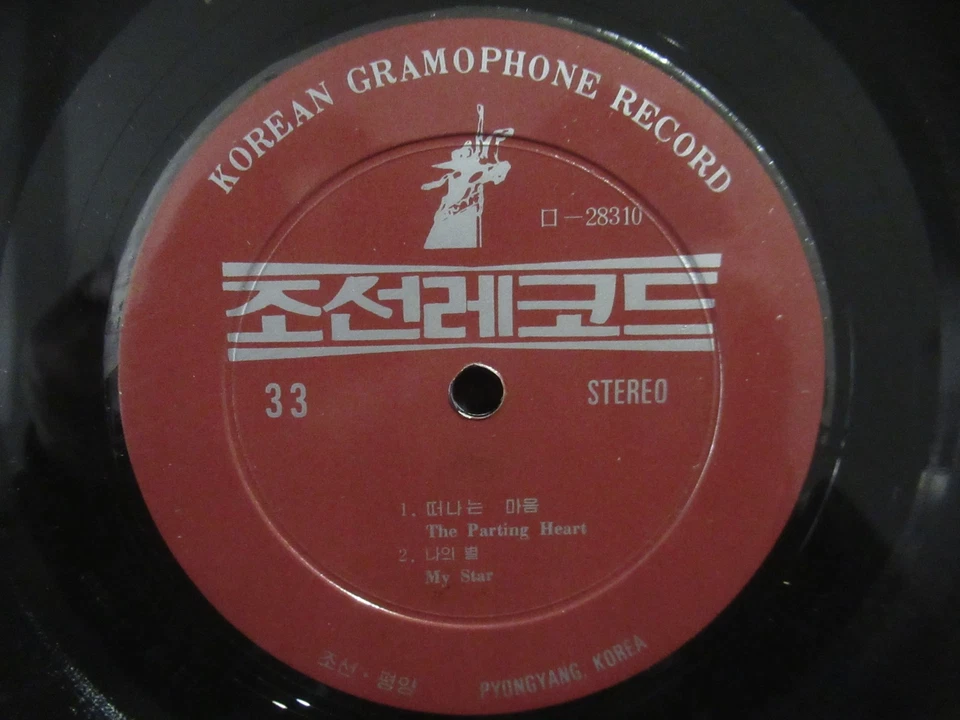 KOREAN GRAMOPHONE RECORD
ㅁ-28310
조선레코드
33 STEREO
1. 떠나는 마음
The Parting Heart
2. 나의 별
My Star
조선·평양 PYONGYANG, KOREA